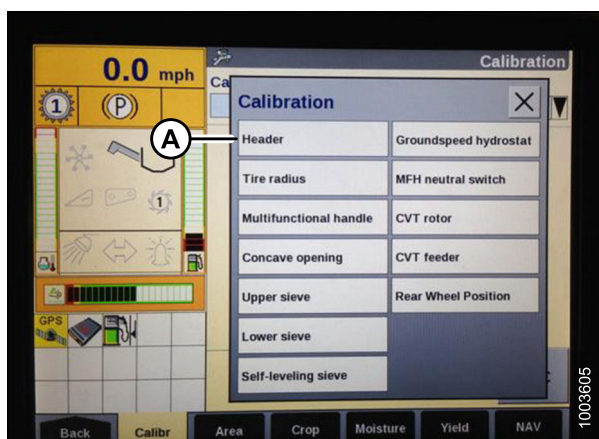 0.0 mph
Calibration
1
(P)
Ca
Calibration
A
Header
Groundspeed hydrostat
Tire radius
MFH neutral switch
1
Multifunctional handle
CVT rotor
Concave opening
CVT feeder
Upper sieve
Rear Wheel Position
GPS
Lower sieve
Self-leveling sieve
1003605
Back
Calibr
Area
Crop
Moisture
Yield
NAV